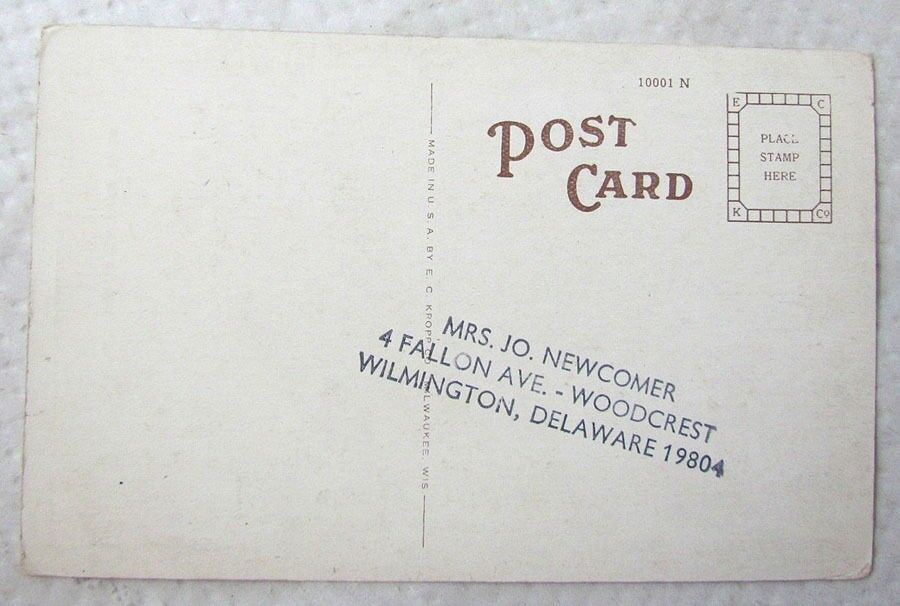 10001 N
POST
CARD
E C
PLACE
STAMP
HERE
K Co
MADE IN U. S. A. BY E. C. KROPP CO. MILWAUKEE, WIS
MRS. JO. NEWCOMER
4 FALLON AVE. - WOODCREST
WILMINGTON, DELAWARE 19804